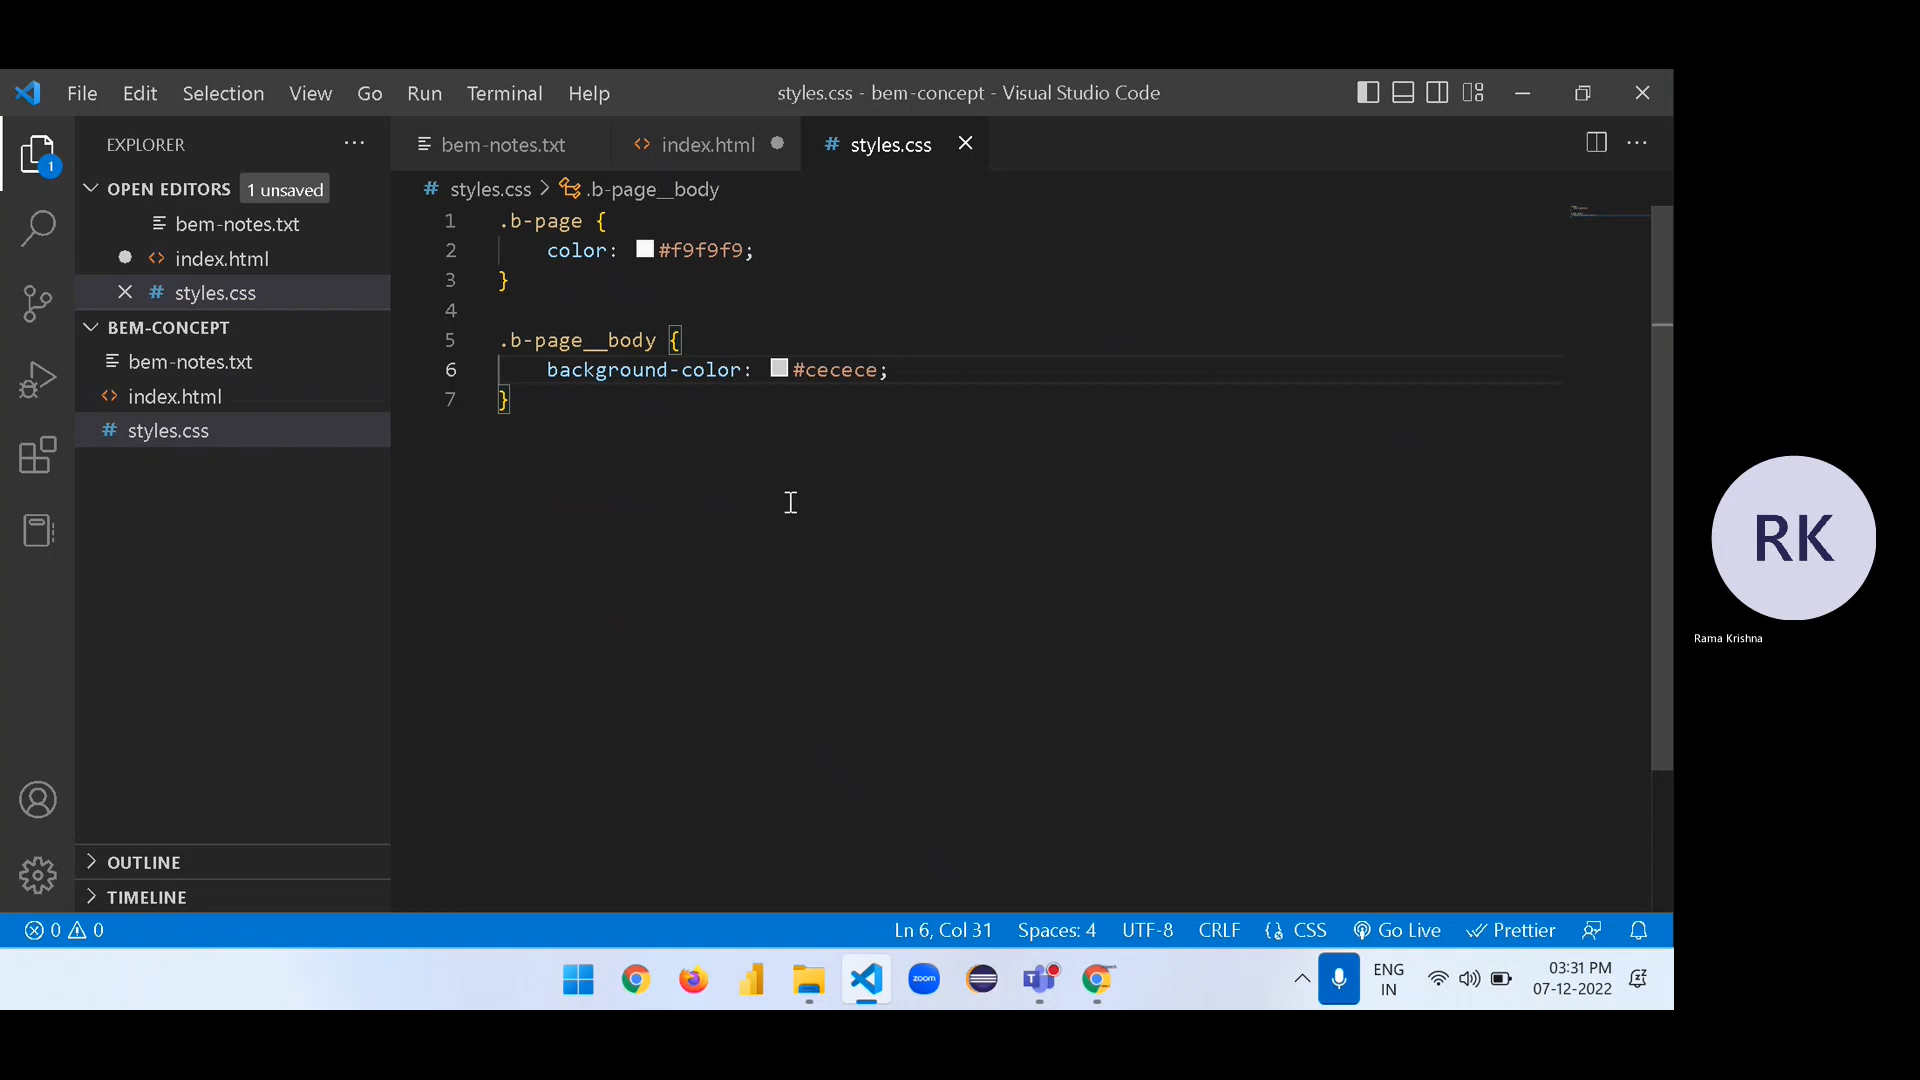 File Edit Selection View Go Run Terminal Help
styles.css - bem-concept - Visual Studio Code
EXPLORER
1
OPEN EDITORS 1 unsaved
bem-notes.txt
index.html
styles.css
BEM-CONCEPT
bem-notes.txt
index.html
styles.css
OUTLINE
TIMELINE
bem-notes.txt index.html styles.css
styles.css > .b-page__body
1 .b-page {
2 color: #f9f9f9;
3 }
4
5 .b-page__body {
6 background-color: #cecece;
7 }
RK
Rama Krishna
0 0
Ln 6, Col 31 Spaces: 4 UTF-8 CRLF CSS Go Live Prettier
zoom
ENG
IN
03:31 PM
07-12-2022